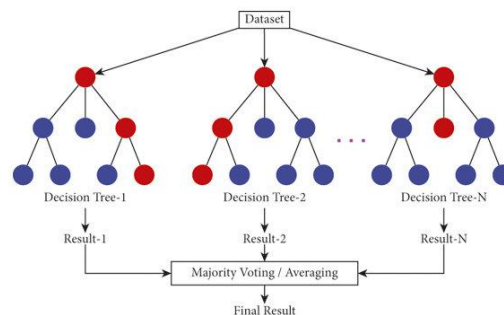 Dataset
. . .
Decision Tree-1
Decision Tree-2
Decision Tree-N
Result-1
Result-2
Result-N
Majority Voting / Averaging
Final Result